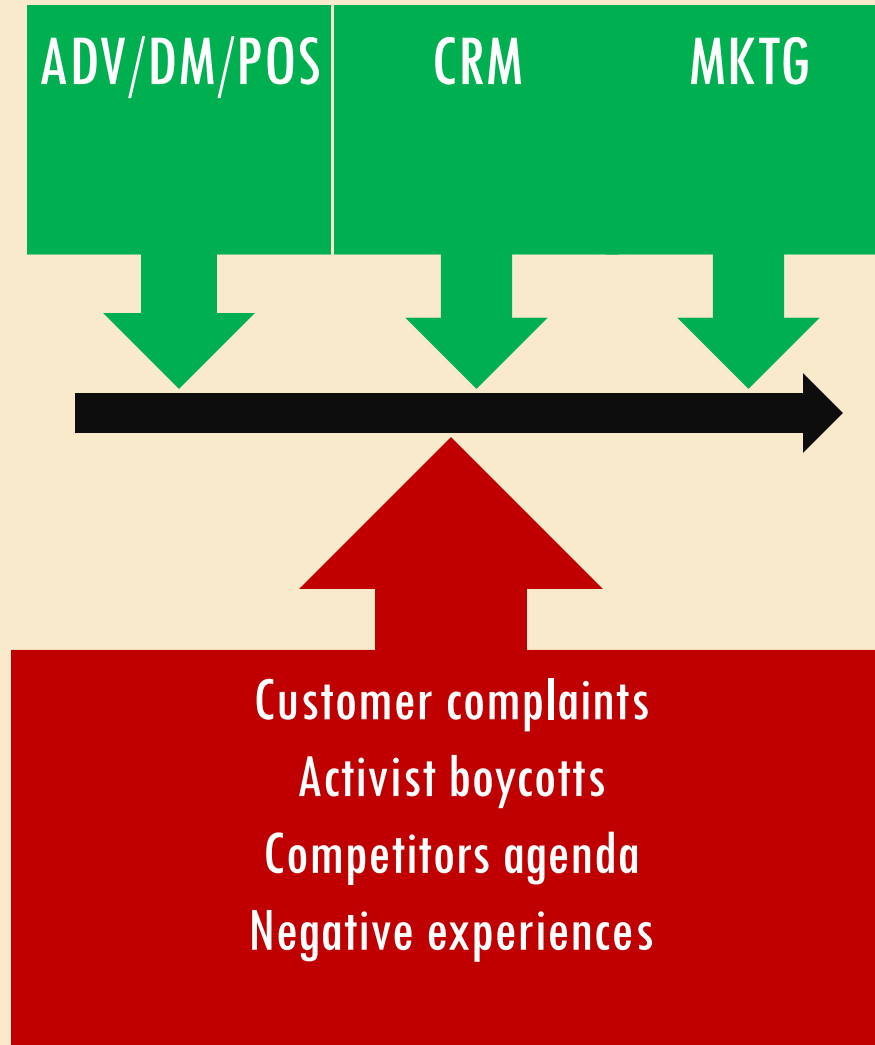 ADV/DM/POS CRM MKTG
Customer complaints
Activist boycotts
Competitors agenda
Negative experiences